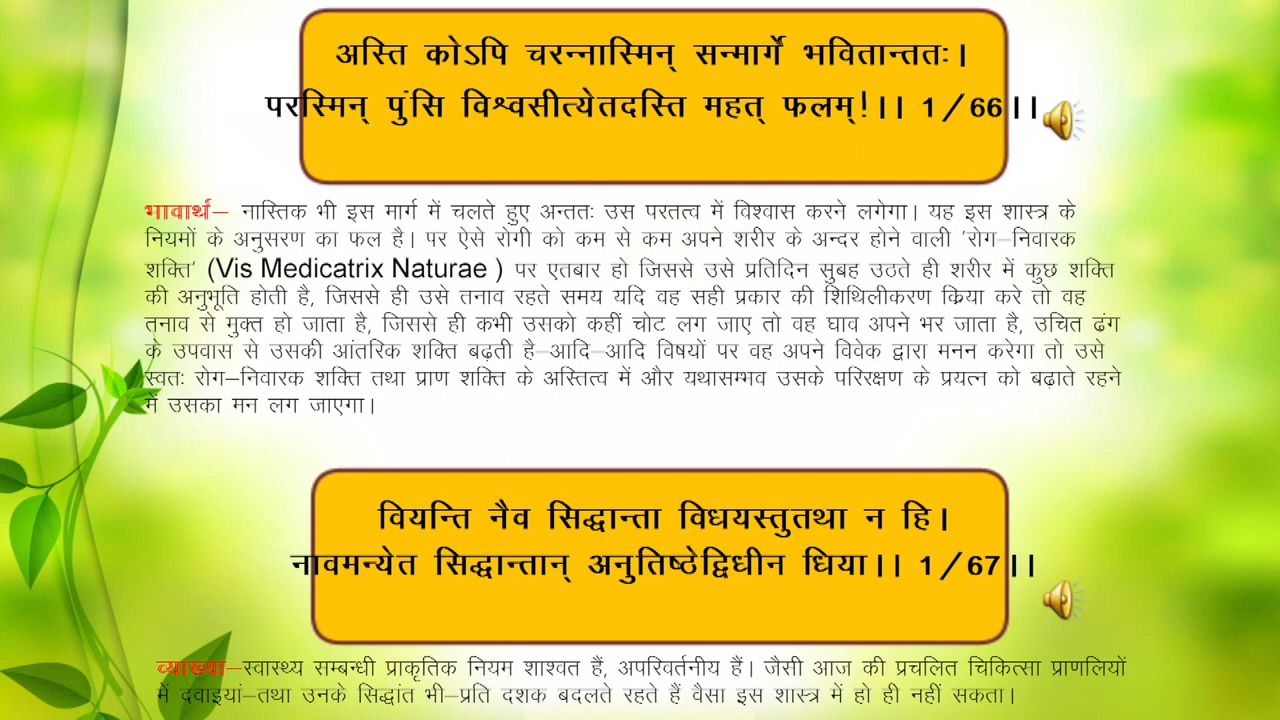 अस्ति कोऽपि चरन्नास्मिन् सन्मार्गे भवितान्ततः।
परस्मिन् पुंसि विश्वसीत्येतदस्ति महत् फलम्!।। 1/66।।
भावार्थ– नास्तिक भी इस मार्ग में चलते हुए अन्ततः उस परतत्व में विश्वास करने लगेगा। यह इस शास्त्र के
नियमों के अनुसरण का फल है। पर ऐसे रोगी को कम से कम अपने शरीर के अन्दर होने वाली 'रोग–निवारक
शक्ति' (Vis Medicatrix Naturae ) पर एतबार हो जिससे उसे प्रतिदिन सुबह उठते ही शरीर में कुछ शक्ति
की अनुभूति होती है, जिससे ही उसे तनाव रहते समय यदि वह सही प्रकार की शिथिलीकरण क्रिया करे तो वह
तनाव से मुक्त हो जाता है, जिससे ही कभी उसको कहीं चोट लग जाए तो वह घाव अपने भर जाता है, उचित ढंग
के उपवास से उसकी आंतरिक शक्ति बढ़ती है–आदि–आदि विषयों पर वह अपने विवेक द्वारा मनन करेगा तो उसे
स्वतः रोग–निवारक शक्ति तथा प्राण शक्ति के अस्तित्व में और यथासम्भव उसके परिरक्षण के प्रयत्न को बढ़ाते रहने
में उसका मन लग जाएगा।
वियन्ति नैव सिद्धान्ता विधयस्तुतथा न हि।
नावमन्येत सिद्धान्तान् अनुतिष्ठेद्विधीन धिया।। 1/67।।
व्याख्या–स्वास्थ्य सम्बन्धी प्राकृतिक नियम शाश्वत हैं, अपरिवर्तनीय हैं। जैसी आज की प्रचलित चिकित्सा प्राणलियों
में दवाइयां–तथा उनके सिद्धांत भी–प्रति दशक बदलते रहते हैं वैसा इस शास्त्र में हो ही नहीं सकता।